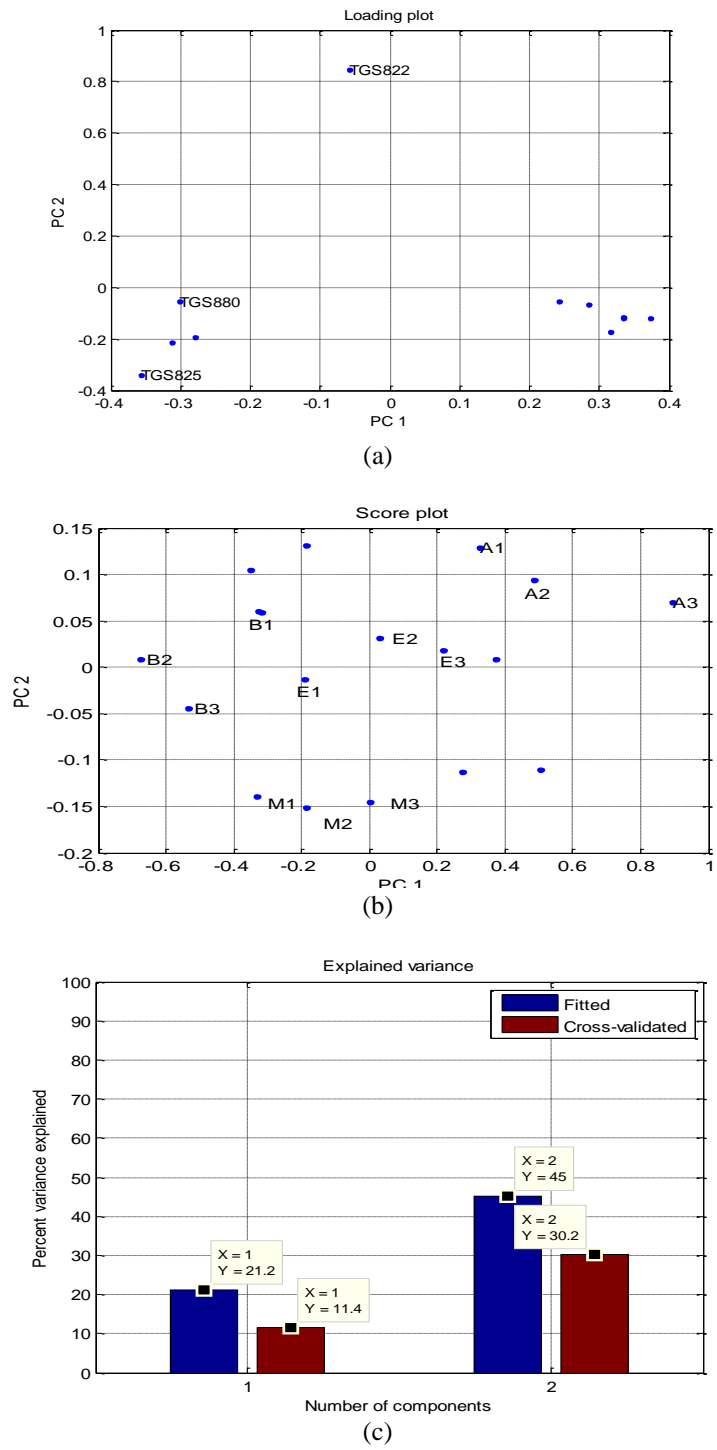 Loading plot
1
0.8
0.6
0.4
0.2
0
-0.2
-0.4
PC 2
TGS822
TGS880
TGS825
-0.4 -0.3 -0.2 -0.1 0 0.1 0.2 0.3 0.4
PC 1
(a)
Score plot
0.15
0.1
0.05
0
-0.05
-0.1
-0.15
-0.2
PC 2
A1
A2
A3
B1
E2
E3
B2
E1
B3
M1
M2
M3
-0.8 -0.6 -0.4 -0.2 0 0.2 0.4 0.6 0.8 1
PC 1
(b)
Explained variance
100
90
80
70
60
50
40
30
20
10
0
Percent variance explained
Fitted
Cross-validated
X = 1
Y = 21.2
X = 1
Y = 11.4
X = 2
Y = 45
X = 2
Y = 30.2
1 2
Number of components
(c)